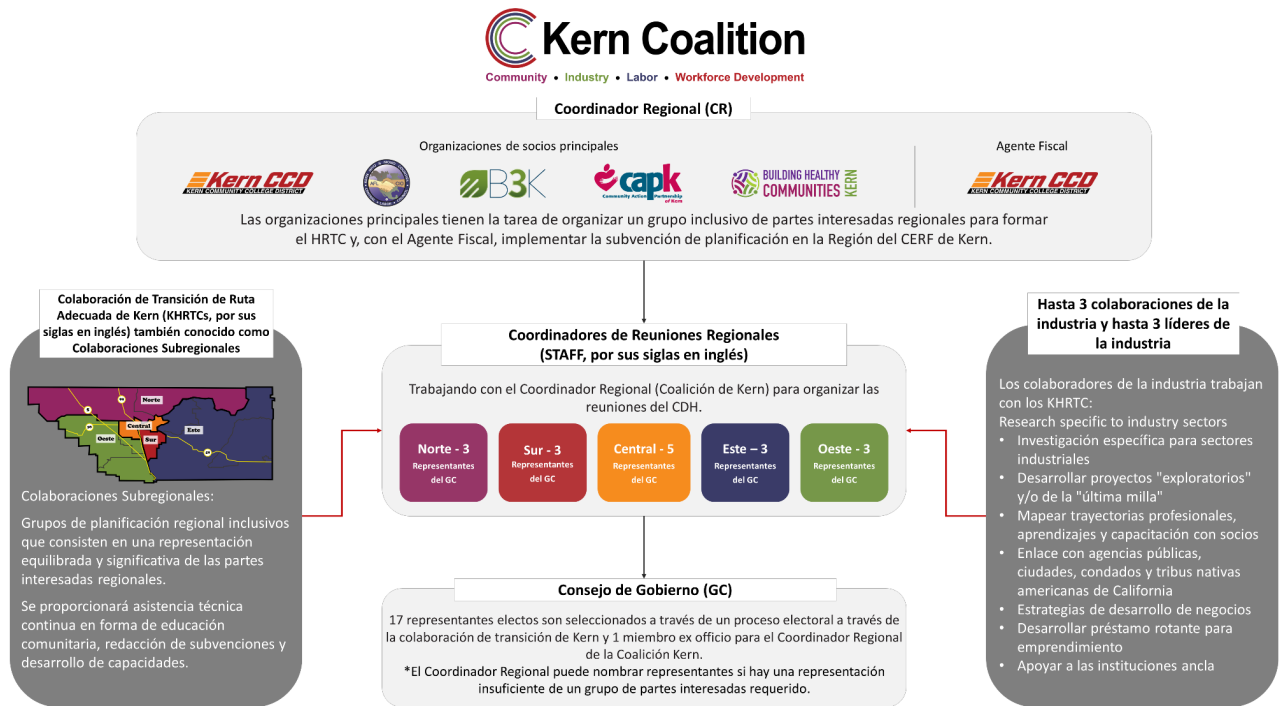 Kern Coalition
Community • Industry • Labor • Workforce Development
Coordinador Regional (CR)
Organizaciones de socios principales
Agente Fiscal
Kern CCD
KERN COMMUNITY COLLEGE DISTRICT
B3K
capk
Community Action Partnership
of Kern
BUILDING HEALTHY
COMMUNITIES
KERN
Kern CCD
KERN COMMUNITY COLLEGE DISTRICT
Las organizaciones principales tienen la tarea de organizar un grupo inclusivo de partes interesadas regionales para formar
el HRTC y, con el Agente Fiscal, implementar la subvención de planificación en la Región del CERF de Kern.
Colaboración de Transición de Ruta
Adecuada de Kern (KHRTCs, por sus
siglas en inglés) también conocido como
Colaboraciones Subregionales
Norte
Central
Oeste
Sur
Este
Colaboraciones Subregionales:
Grupos de planificación regional inclusivos
que consisten en una representación
equilibrada y significativa de las partes
interesadas regionales.
Se proporcionará asistencia técnica
continua en forma de educación
comunitaria, redacción de subvenciones y
desarrollo de capacidades.
Coordinadores de Reuniones Regionales
(STAFF, por sus siglas en inglés)
Trabajando con el Coordinador Regional (Coalición de Kern) para organizar las
reuniones del CDH.
Norte - 3
Representantes
del GC
Sur - 3
Representantes
del GC
Central - 5
Representantes
del GC
Este – 3
Representantes
del GC
Oeste - 3
Representantes
del GC
Consejo de Gobierno (GC)
17 representantes electos son seleccionados a través de un proceso electoral a través de
la colaboración de transición de Kern y 1 miembro ex officio para el Coordinador Regional
de la Coalición Kern.
*El Coordinador Regional puede nombrar representantes si hay una representación
insuficiente de un grupo de partes interesadas requerido.
Hasta 3 colaboraciones de la
industria y hasta 3 líderes de
la industria
Los colaboradores de la industria trabajan
con los KHRTC:
Research specific to industry sectors
• Investigación específica para sectores
industriales
• Desarrollar proyectos "exploratorios"
y/o de la "última milla"
• Mapear trayectorias profesionales,
aprendizajes y capacitación con socios
• Enlace con agencias públicas,
ciudades, condados y tribus nativas
americanas de California
• Estrategias de desarrollo de negocios
• Desarrollar préstamo rotante para
emprendimiento
• Apoyar a las instituciones ancla